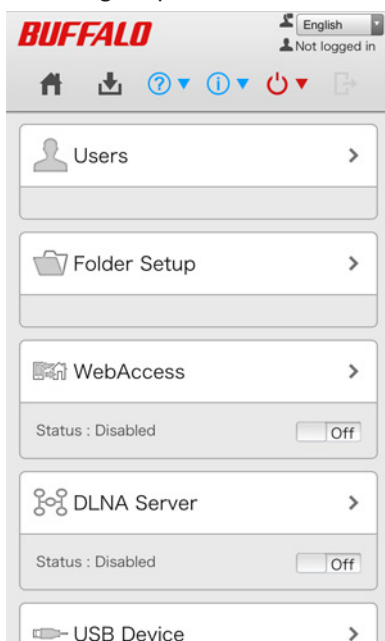 BUFFALO
English
Not logged in
Users
Folder Setup
WebAccess
Status : Disabled
Off
DLNA Server
Status : Disabled
Off
USB Device